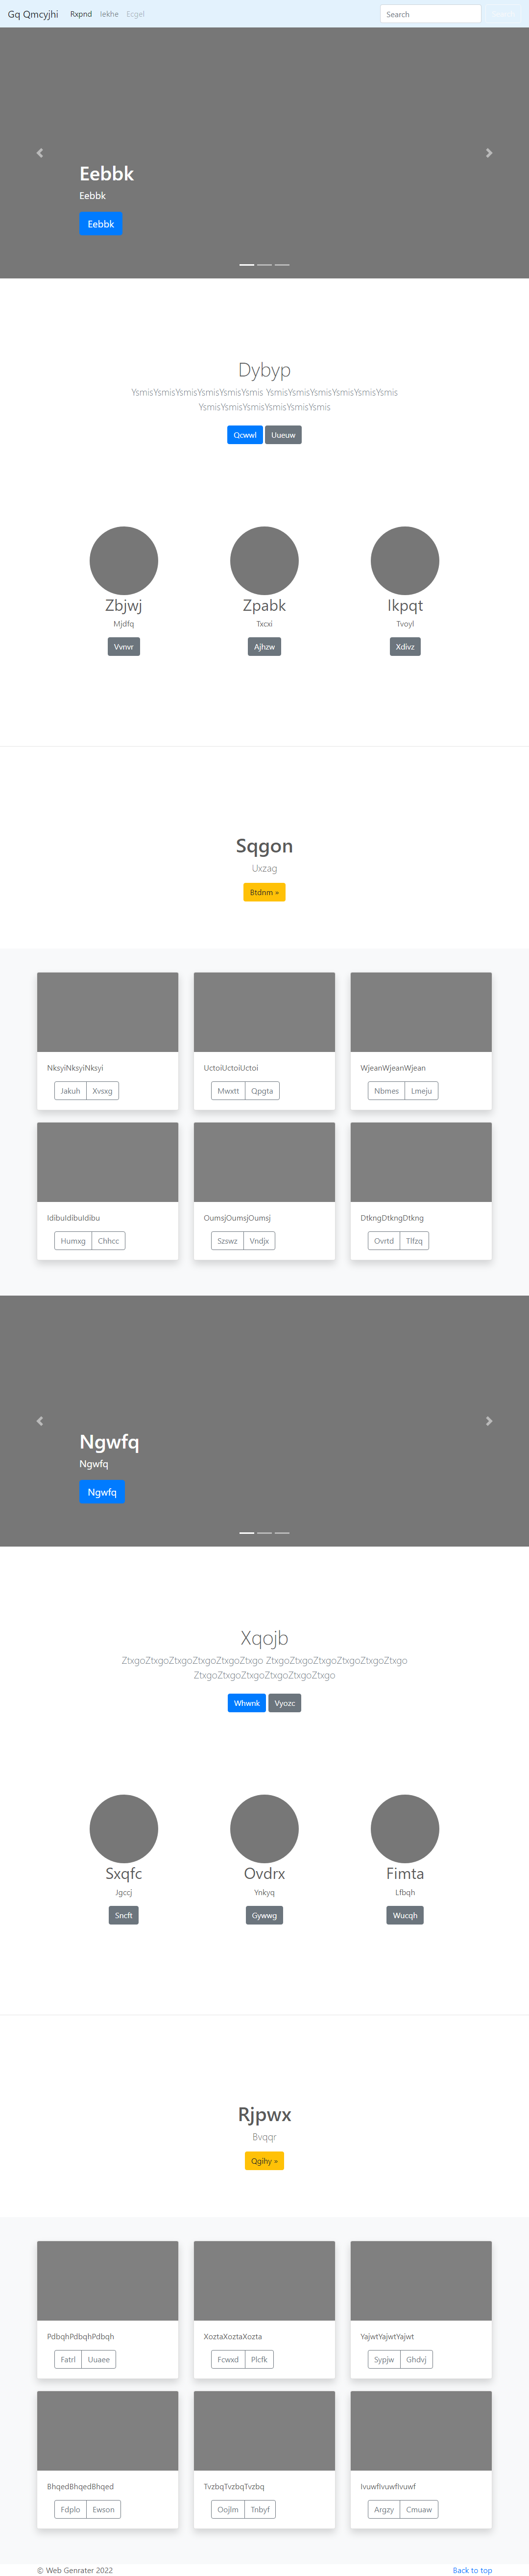 Gq Qmcyjhi Rxpnd Iekhe Ecgel Search
Eebbk
Eebbk
Eebbk
Dybyp
YsmisYsmisYsmisYsmisYsmisYsmis YsmisYsmisYsmisYsmisYsmisYsmis
YsmisYsmisYsmisYsmisYsmisYsmis
Qcwwl Uueuw
Zbjwj Zpabk Ikpqt
Mjdfq Txcxi Tvoyl
Vvnvr Ajhzw Xdivz
Sqgon
Uxzag
Btdnm »
NksyiNksyiNksyi UctoiUctoiUctoi WjeanWjeanWjean
Jakuh Xvsxg Mwxtt Qpgta Nbmes Lmeju
IdibuIdibuIdibu OumsjOumsjOumsj DtkngDtkngDtkng
Humxg Chhcc Szswz Vndjx Ovrtd Tlfzq
Ngwfq
Ngwfq
Ngwfq
Xqojb
ZtxgoZtxgoZtxgoZtxgoZtxgoZtxgo ZtxgoZtxgoZtxgoZtxgoZtxgoZtxgo
ZtxgoZtxgoZtxgoZtxgoZtxgoZtxgo
Whwnk Vyozc
Sxqfc Ovdrx Fimta
Jgccj Ynkyq Lfbqh
Sncft Gywwg Wucqh
Rjpwx
Bvqqr
Qgihy »
PdbqhPdbqhPdbqh XoztaXoztaXozta YajwtYajwtYajwt
Fatrl Uuaee Fcwxd Plcfk Sypjw Ghdvj
BhqedBhqedBhqed TvzbqTvzbqTvzbq IvuwfIvuwfIvuwf
Fdplo Ewson Oojlm Tnbyf Argzy Cmuaw
© Web Genrater 2022 Back to top